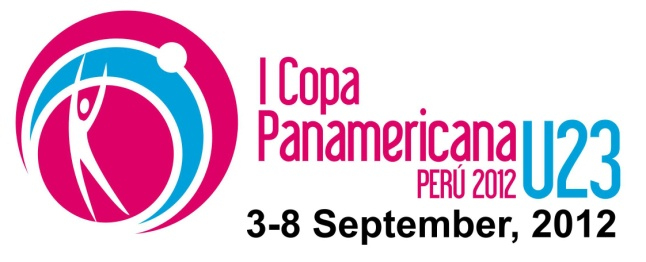 I Copa
Panamericana
U23
PERÚ 2012
3-8 September, 2012